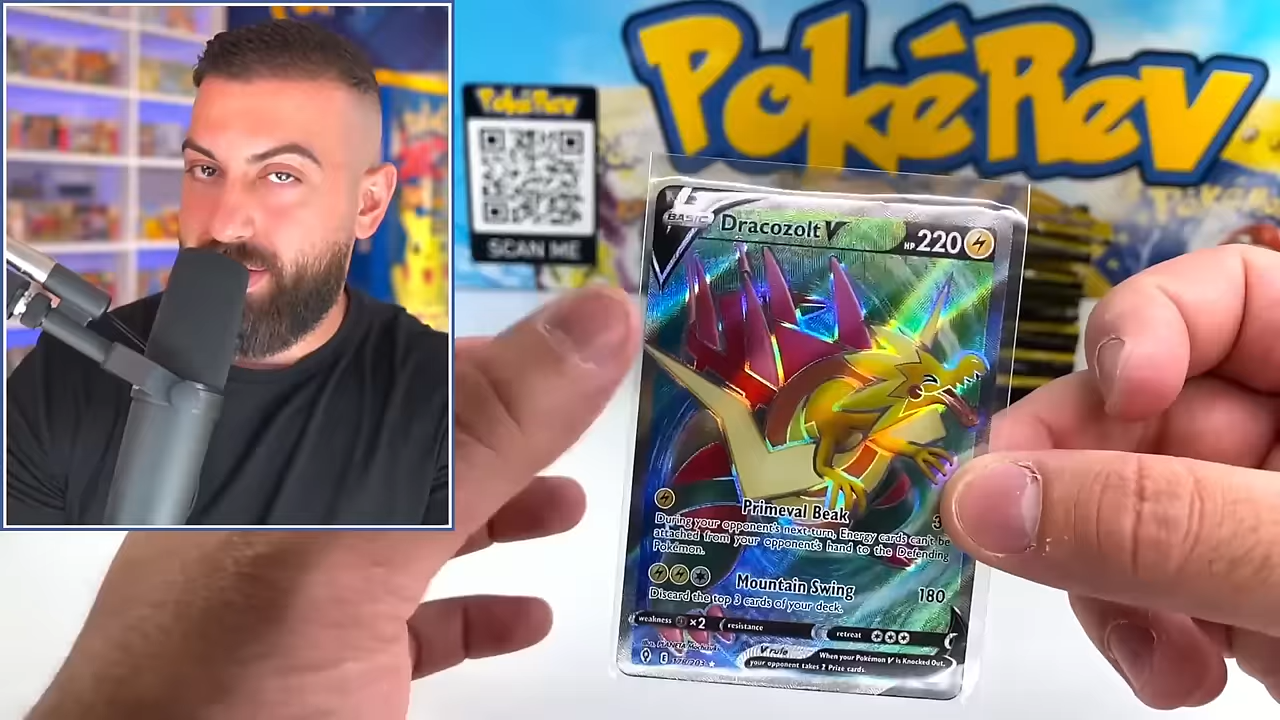 PokéRev
PokéRev
SCAN ME
BASIC
Dracozolt V
HP 220
Primeval Beak
During your opponent's next turn, Energy cards can't be
attached from your opponent's hand to the Defending
Pokémon.
Mountain Swing
180
Discard the top 3 cards of your deck.
weakness ×2
resistance
retreat
V rule
When your Pokémon V is Knocked Out,
your opponent takes 2 Prize cards.